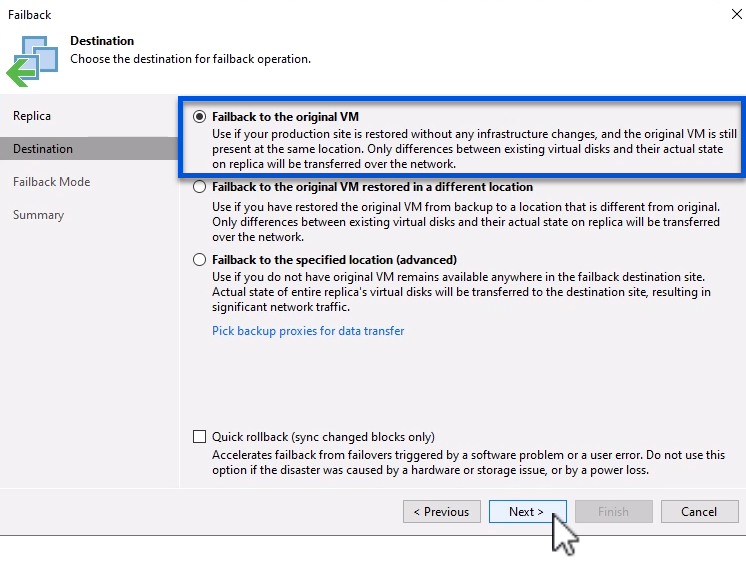 Failback
Destination
Choose the destination for failback operation.
Replica
Destination
Failback Mode
Summary
Failback to the original VM
Use if your production site is restored without any infrastructure changes, and the original VM is still
present at the same location. Only differences between existing virtual disks and their actual state
on replica will be transferred over the network.
Failback to the original VM restored in a different location
Use if you have restored the original VM from backup to a location that is different from original.
Only differences between existing virtual disks and their actual state on replica will be transferred
over the network.
Failback to the specified location (advanced)
Use if you do not have original VM remains available anywhere in the failback destination site.
Actual state of entire replica's virtual disks will be transferred to the destination site, resulting in
significant network traffic.
Pick backup proxies for data transfer
Quick rollback (sync changed blocks only)
Accelerates failback from failovers triggered by a software problem or a user error. Do not use this
option if the disaster was caused by a hardware or storage issue, or by a power loss.
< Previous
Next >
Finish
Cancel